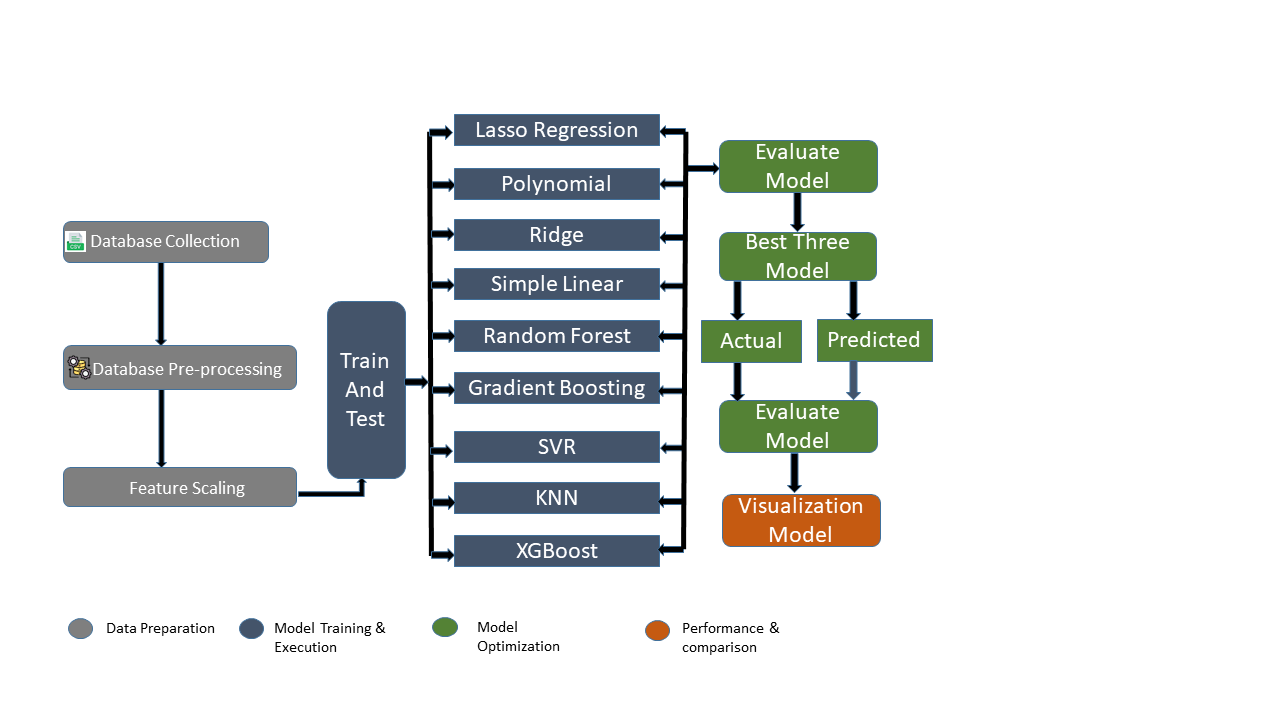 Database Collection
CSV
Database Pre-processing
Feature Scaling
Train
And
Test
Lasso Regression
Polynomial
Ridge
Simple Linear
Random Forest
Gradient Boosting
SVR
KNN
XGBoost
Evaluate
Model
Best Three
Model
Actual
Predicted
Evaluate
Model
Visualization
Model
Data Preparation
Model Training &
Execution
Model
Optimization
Performance &
comparison